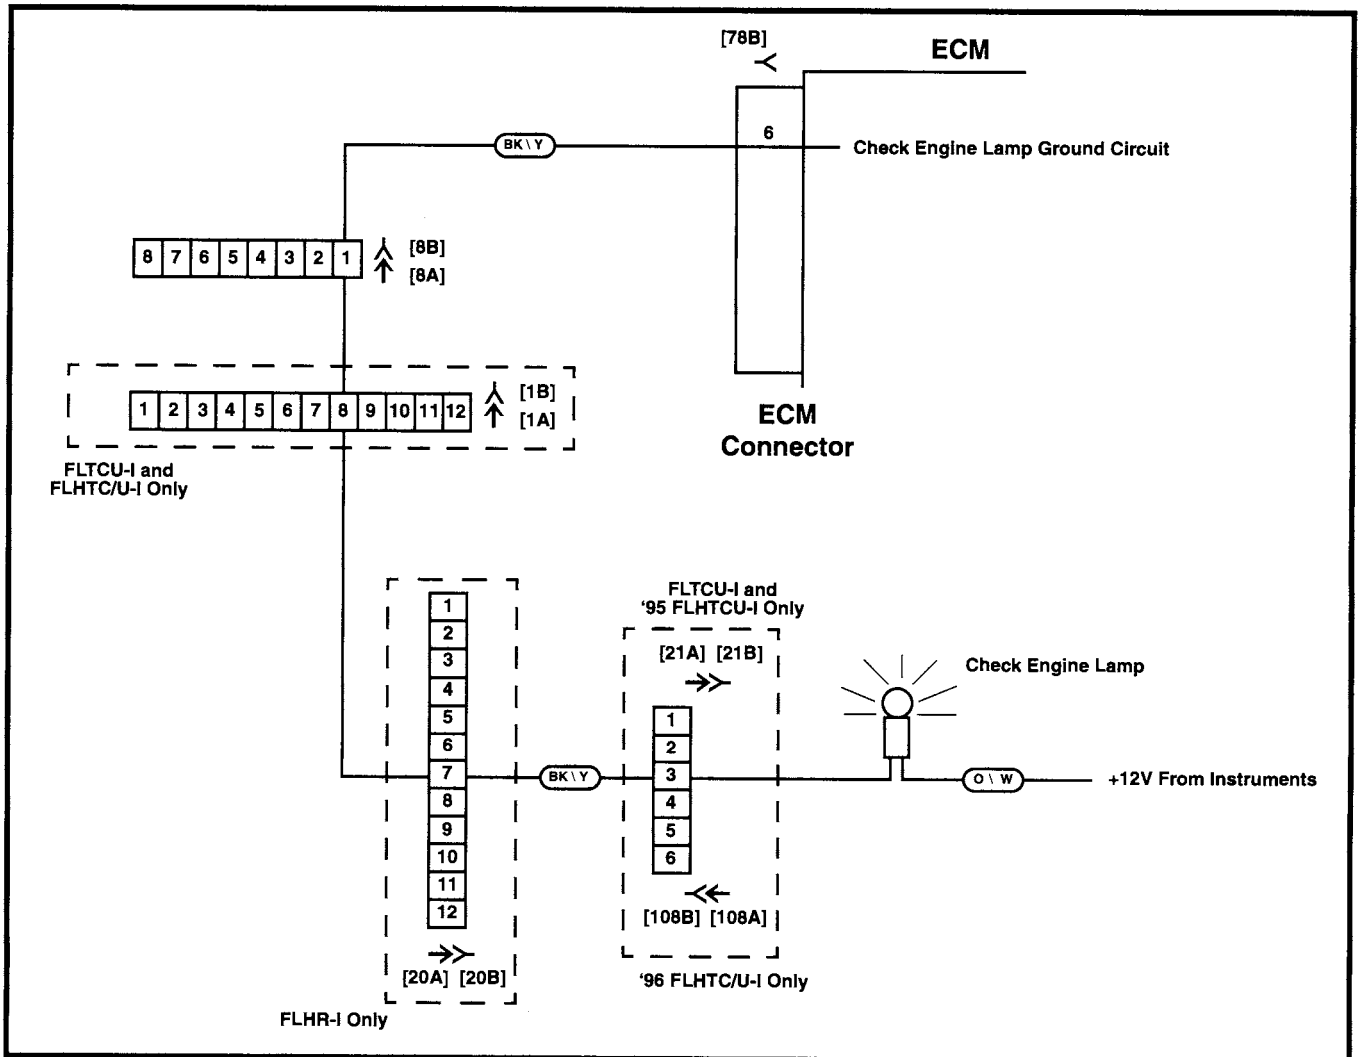 [78B]
ECM
6
BK \ Y
Check Engine Lamp Ground Circuit
8 7 6 5 4 3 2 1
[8B]
[8A]
1 2 3 4 5 6 7 8 9 10 11 12
[1B]
[1A]
ECM
Connector
FLTCU-I and
FLHTC/U-I Only
FLTCU-I and
‘95 FLHTCU-I Only
[21A] [21B]
1
2
3
4
5
6
7
8
9
10
11
12
BK \ Y
1
2
3
4
5
6
Check Engine Lamp
O \ W
+12V From Instruments
[108B] [108A]
[20A] [20B]
‘96 FLHTC/U-I Only
FLHR-I Only